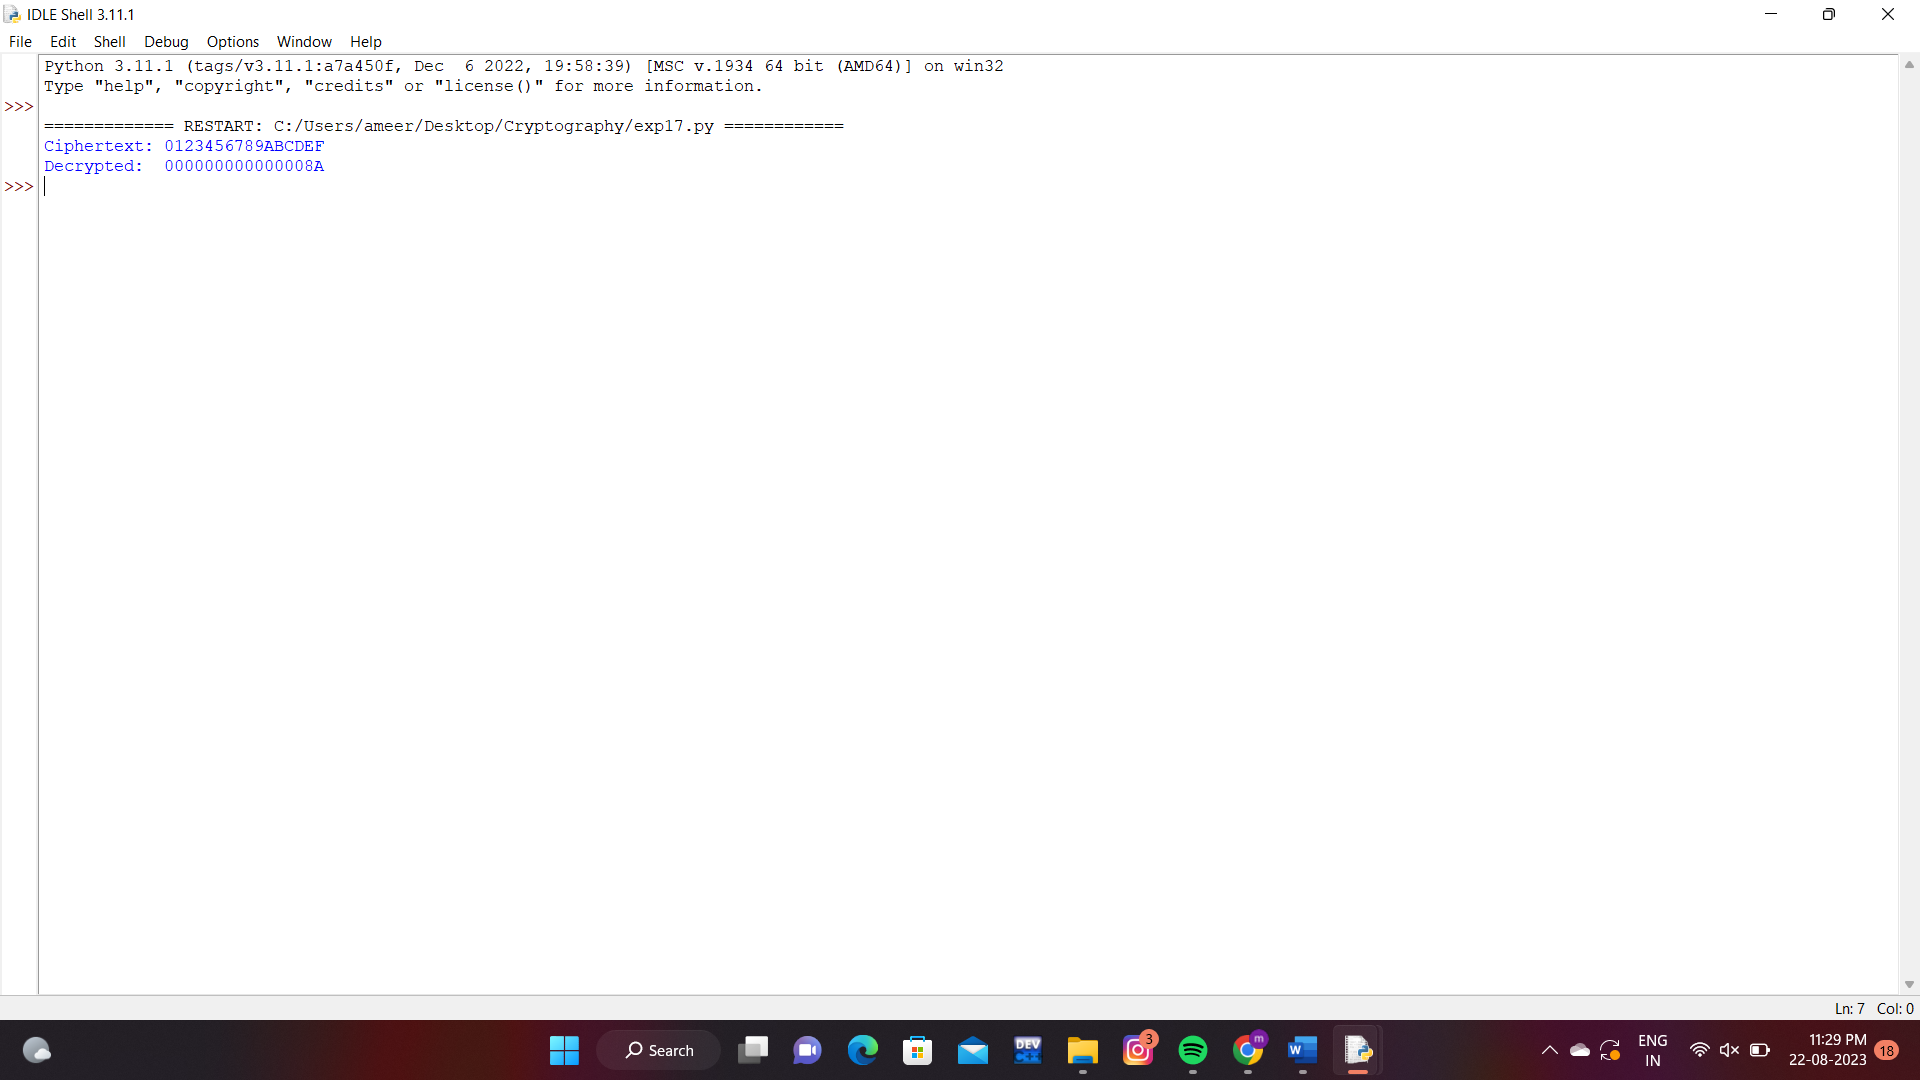 IDLE Shell 3.11.1
File Edit Shell Debug Options Window Help
Python 3.11.1 (tags/v3.11.1:a7a450f, Dec  6 2022, 19:58:39) [MSC v.1934 64 bit (AMD64)] on win32
Type "help", "copyright", "credits" or "license()" for more information.
>>>
============= RESTART: C:/Users/ameer/Desktop/Cryptography/exp17.py ============
Ciphertext: 0123456789ABCDEF
Decrypted:  000000000000008A
>>>
Ln: 7 Col: 0
Search
DEV
C++
3
m
W
ENG
IN
11:29 PM
22-08-2023
18